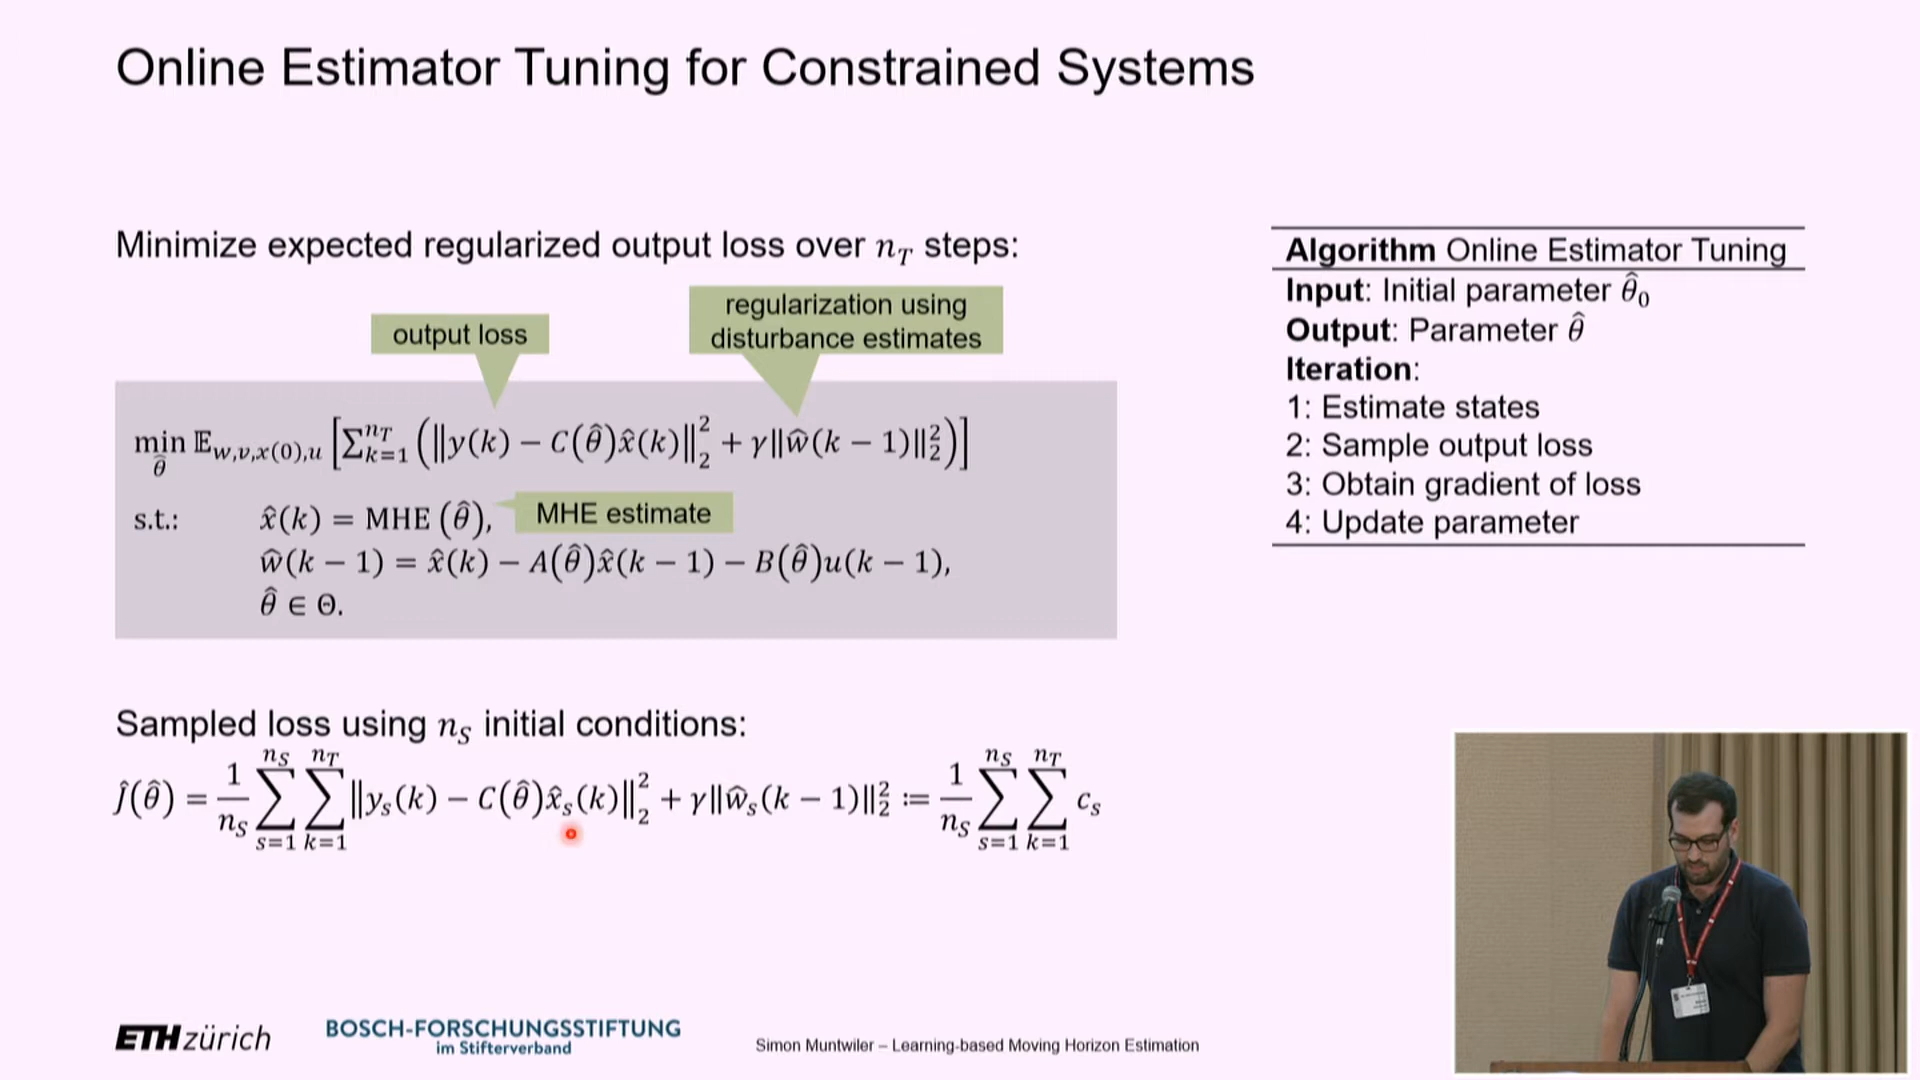 Online Estimator Tuning for Constrained Systems
Minimize expected regularized output loss over n_T steps:
output loss
regularization using
disturbance estimates
min_θ̂ 𝔼_{w,v,x(0),u} [∑_{k=1}^{n_T} (‖y(k) − C(θ̂)x̂(k)‖₂² + γ‖ŵ(k − 1)‖₂²)]
s.t.: x̂(k) = MHE (θ̂),
MHE estimate
ŵ(k − 1) = x̂(k) − A(θ̂)x̂(k − 1) − B(θ̂)u(k − 1),
θ̂ ∈ Θ.
Sampled loss using n_S initial conditions:
Ĵ(θ̂) = 1/n_S ∑_{s=1}^{n_S} ∑_{k=1}^{n_T} ‖y_s(k) − C(θ̂)x̂_s(k)‖₂² + γ‖ŵ_s(k − 1)‖₂² ≔ 1/n_S ∑_{s=1}^{n_S} ∑_{k=1}^{n_T} c_s
Algorithm Online Estimator Tuning
Input: Initial parameter θ̂₀
Output: Parameter θ̂
Iteration:
1: Estimate states
2: Sample output loss
3: Obtain gradient of loss
4: Update parameter
ETH zürich
BOSCH-FORSCHUNGSSTIFTUNG
im Stifterverband
Simon Muntwiler – Learning-based Moving Horizon Estimation